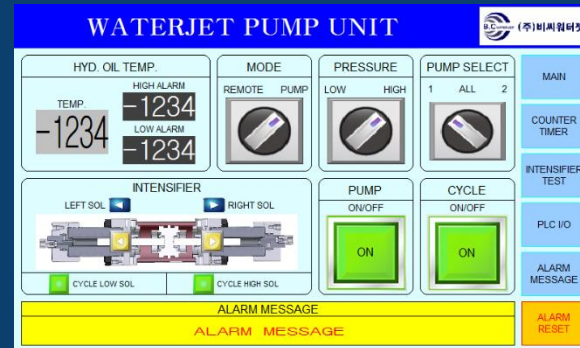 WATERJET PUMP UNIT
(주)비씨워터젯
HYD. OIL TEMP.
HIGH ALARM
TEMP.
-1234
-1234
LOW ALARM
-1234
MODE
REMOTE PUMP
PRESSURE
LOW HIGH
PUMP SELECT
1 ALL 2
INTENSIFIER
LEFT SOL
RIGHT SOL
CYCLE LOW SOL
CYCLE HIGH SOL
PUMP
ON/OFF
ON
CYCLE
ON/OFF
ON
ALARM MESSAGE
ALARM MESSAGE
MAIN
COUNTER
TIMER
INTENSIFIER
TEST
PLC I/O
ALARM
MESSAGE
ALARM
RESET